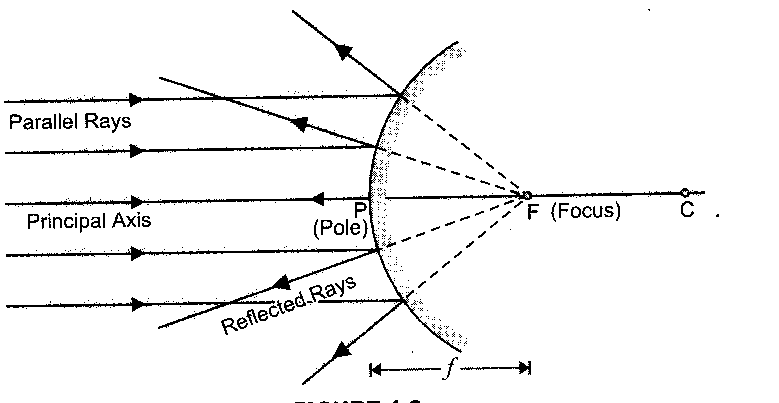 Parallel Rays
Principal Axis
P
(Pole)
F (Focus)
C
Reflected Rays
f